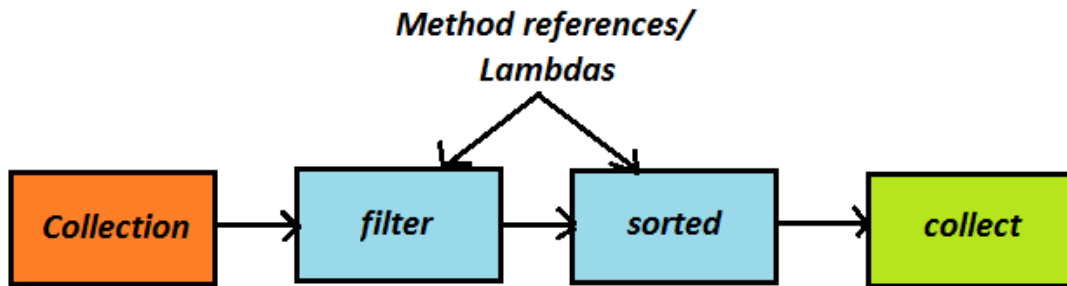 Method references/
Lambdas
Collection
filter
sorted
collect